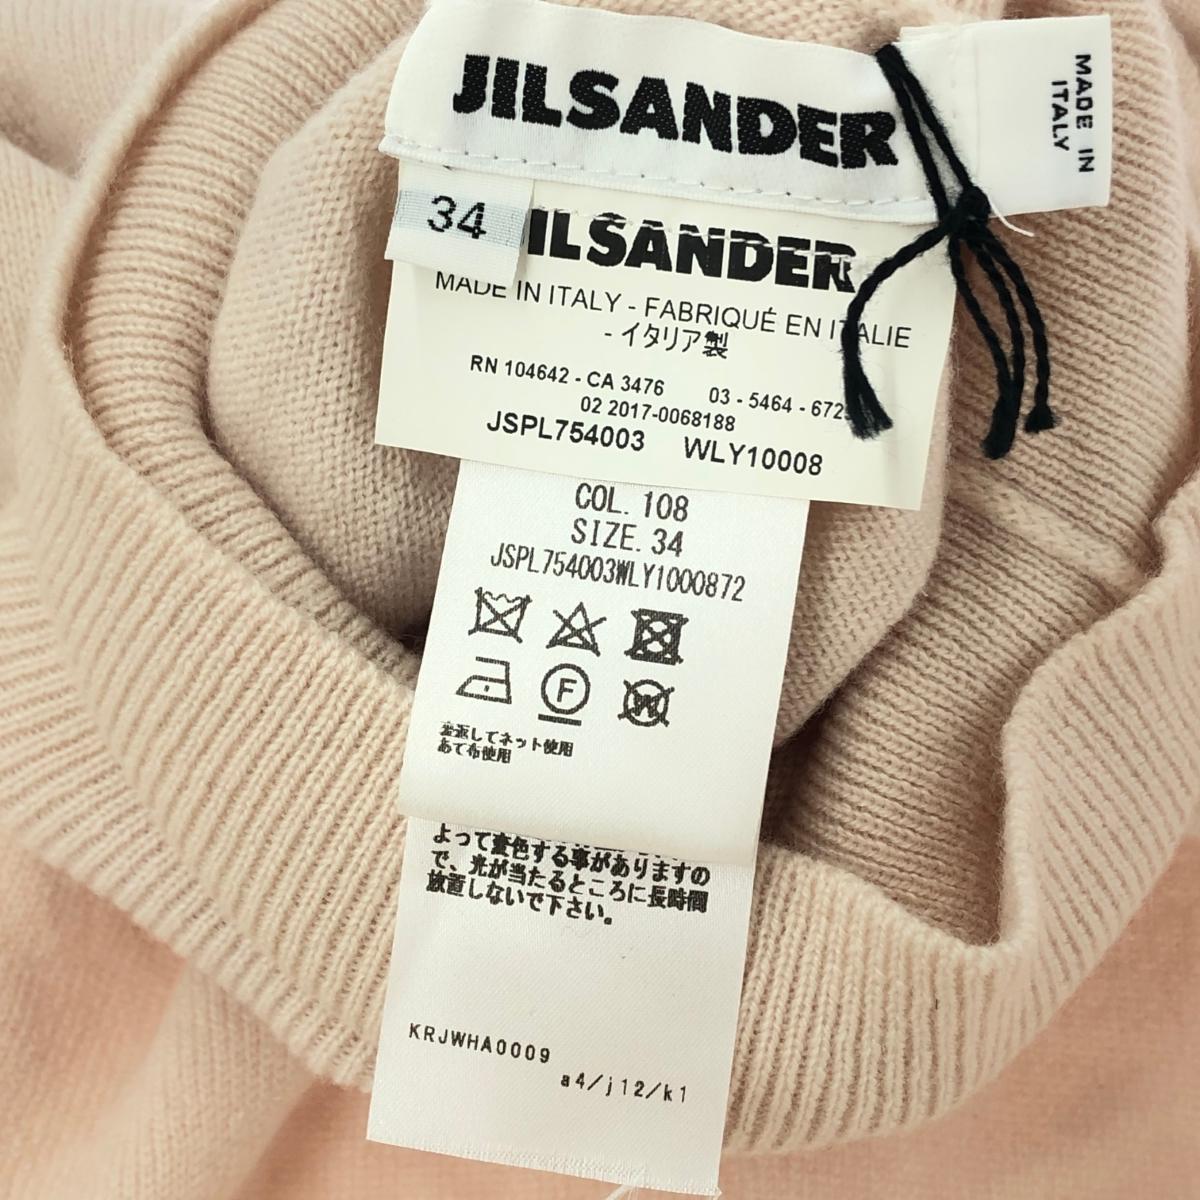 JILSANDER
MADE IN
ITALY
34
JILSANDER
MADE IN ITALY - FABRIQUÉ EN ITALIE
- イタリア製
RN 104642 - CA 3476 03 - 5464 - 672
02 2017-0068188
JSPL754003 WLY10008
COL. 108
SIZE. 34
JSPL754003WLY1000872
F
W
裏返してネット使用
あて布使用
よって変色する事がありますの
で、光が当たるところに長時間
放置しないで下さい。
KRJWHA0009
a4/j12/k1